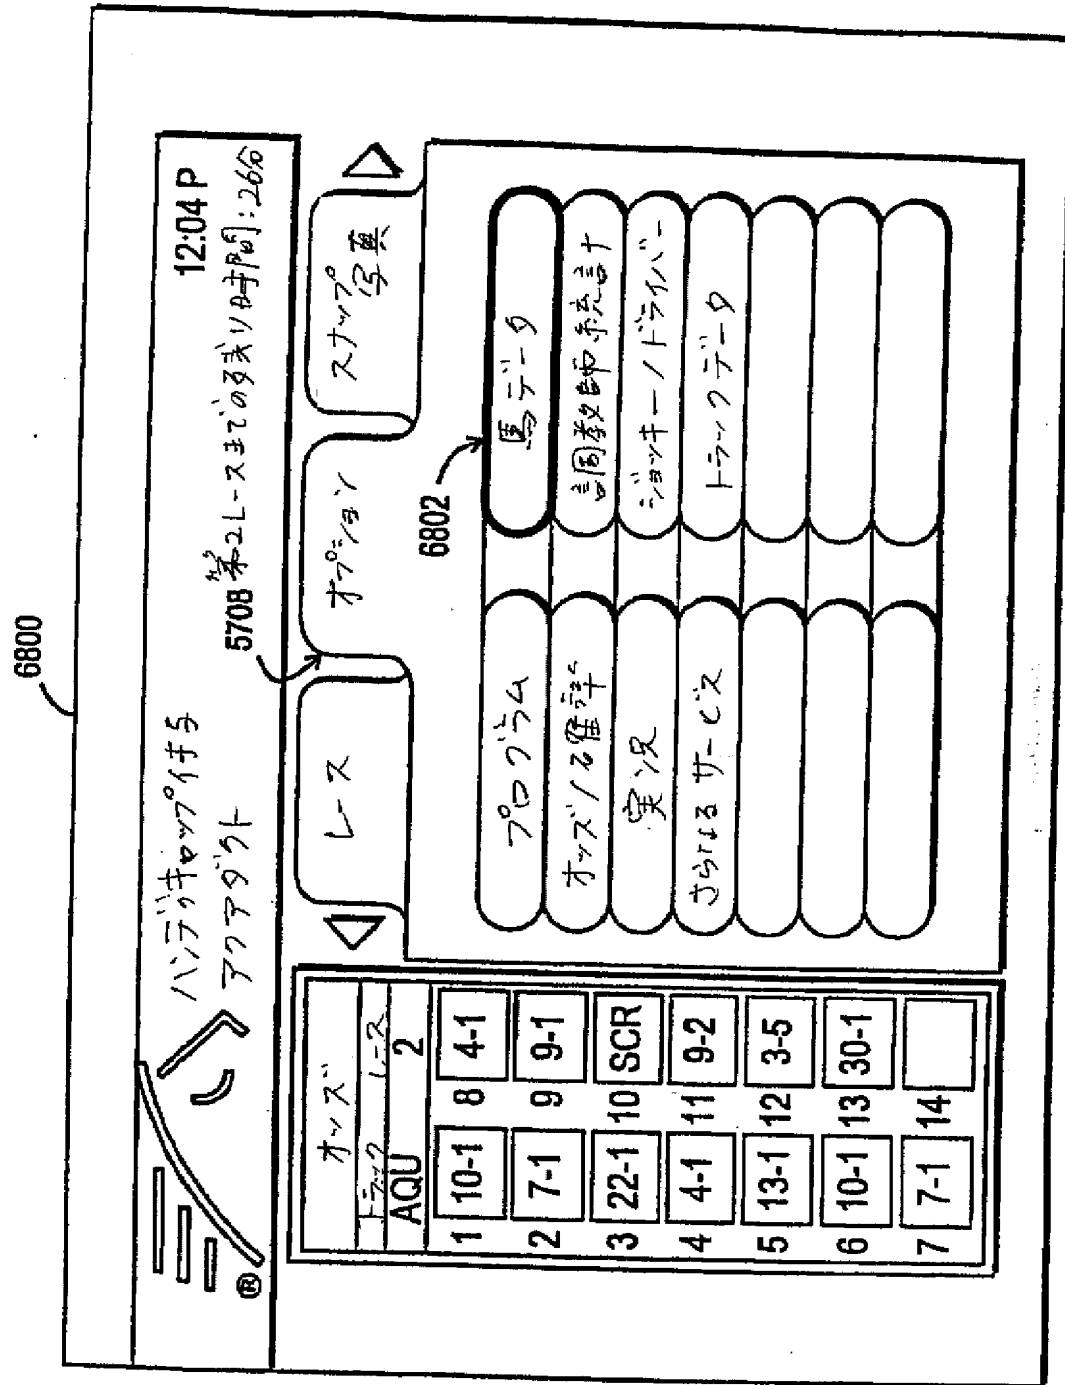 6800
ハンデッキャップ付与
アクアダクト
12:04 P
5708
第2レースまでの残り時間:26分
レース
オプション
スナップ写真
6802
オッズ
トラック レース
AQU 2
1 10-1 8 4-1
2 7-1 9 9-1
3 22-1 10 SCR
4 4-1 11 9-2
5 13-1 12 3-5
6 10-1 13 30-1
7 7-1 14
プログラム 馬データ
オッズ/確率 調教師統計
実況 ジョッキー/ドライバー
さらなるサービス トラックデータ
®